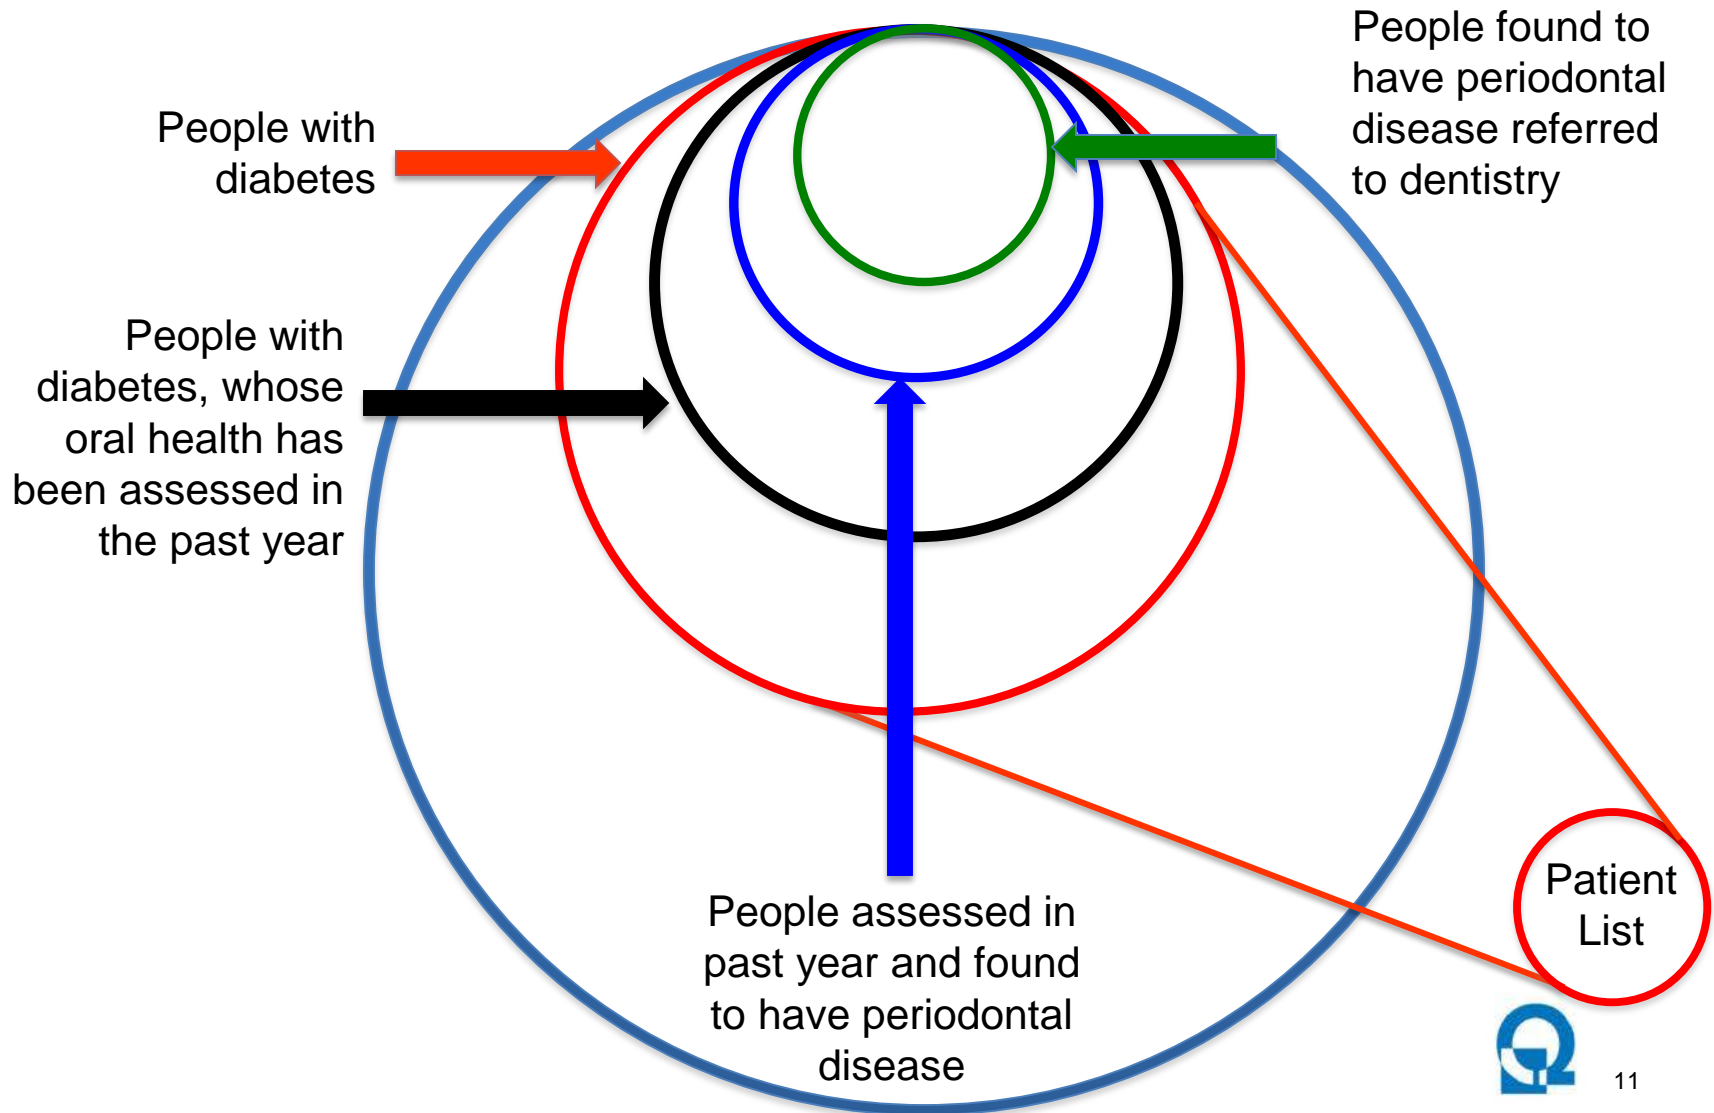 People with
diabetes
People found to
have periodontal
disease referred
to dentistry
People with
diabetes, whose
oral health has
been assessed in
the past year
People assessed in
past year and found
to have periodontal
disease
Patient
List
11